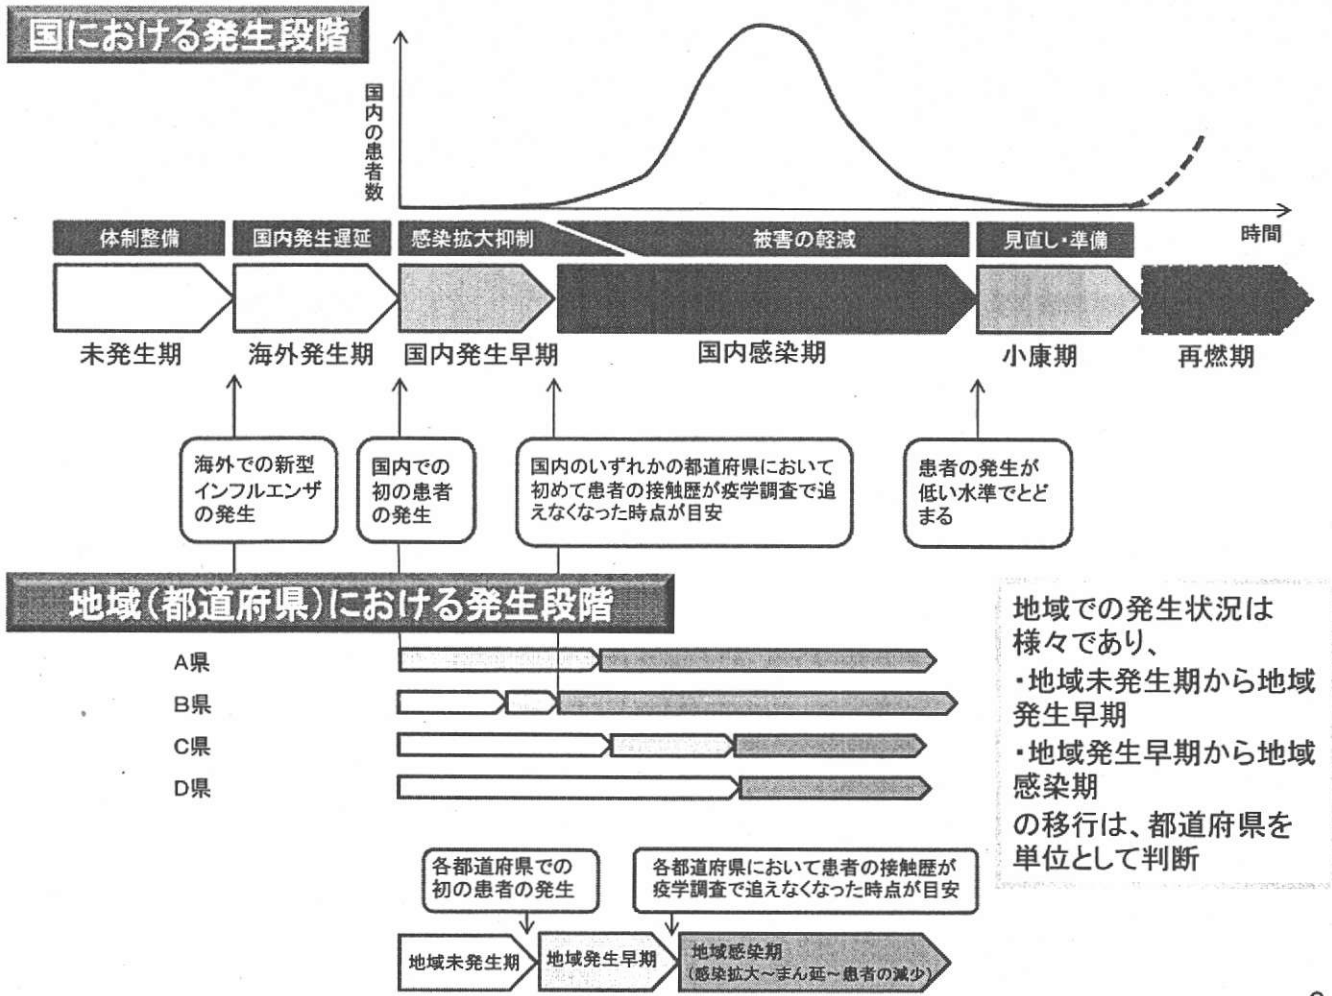 国における発生段階
国内の患者数
時間
体制整備
国内発生遅延
感染拡大抑制
被害の軽減
見直し・準備
未発生期
海外発生期
国内発生早期
国内感染期
小康期
再燃期
海外での新型
インフルエンザ
の発生
国内での
初の患者
の発生
国内のいずれかの都道府県において
初めて患者の接触歴が疫学調査で追
えなくなった時点が目安
患者の発生が
低い水準でとど
まる
地域(都道府県)における発生段階
A県
B県
C県
D県
地域での発生状況は
様々であり、
・地域未発生期から地域
発生早期
・地域発生早期から地域
感染期
の移行は、都道府県を
単位として判断
各都道府県での
初の患者の発生
各都道府県において患者の接触歴が
疫学調査で追えなくなった時点が目安
地域未発生期
地域発生早期
地域感染期
(感染拡大~まん延~患者の減少)